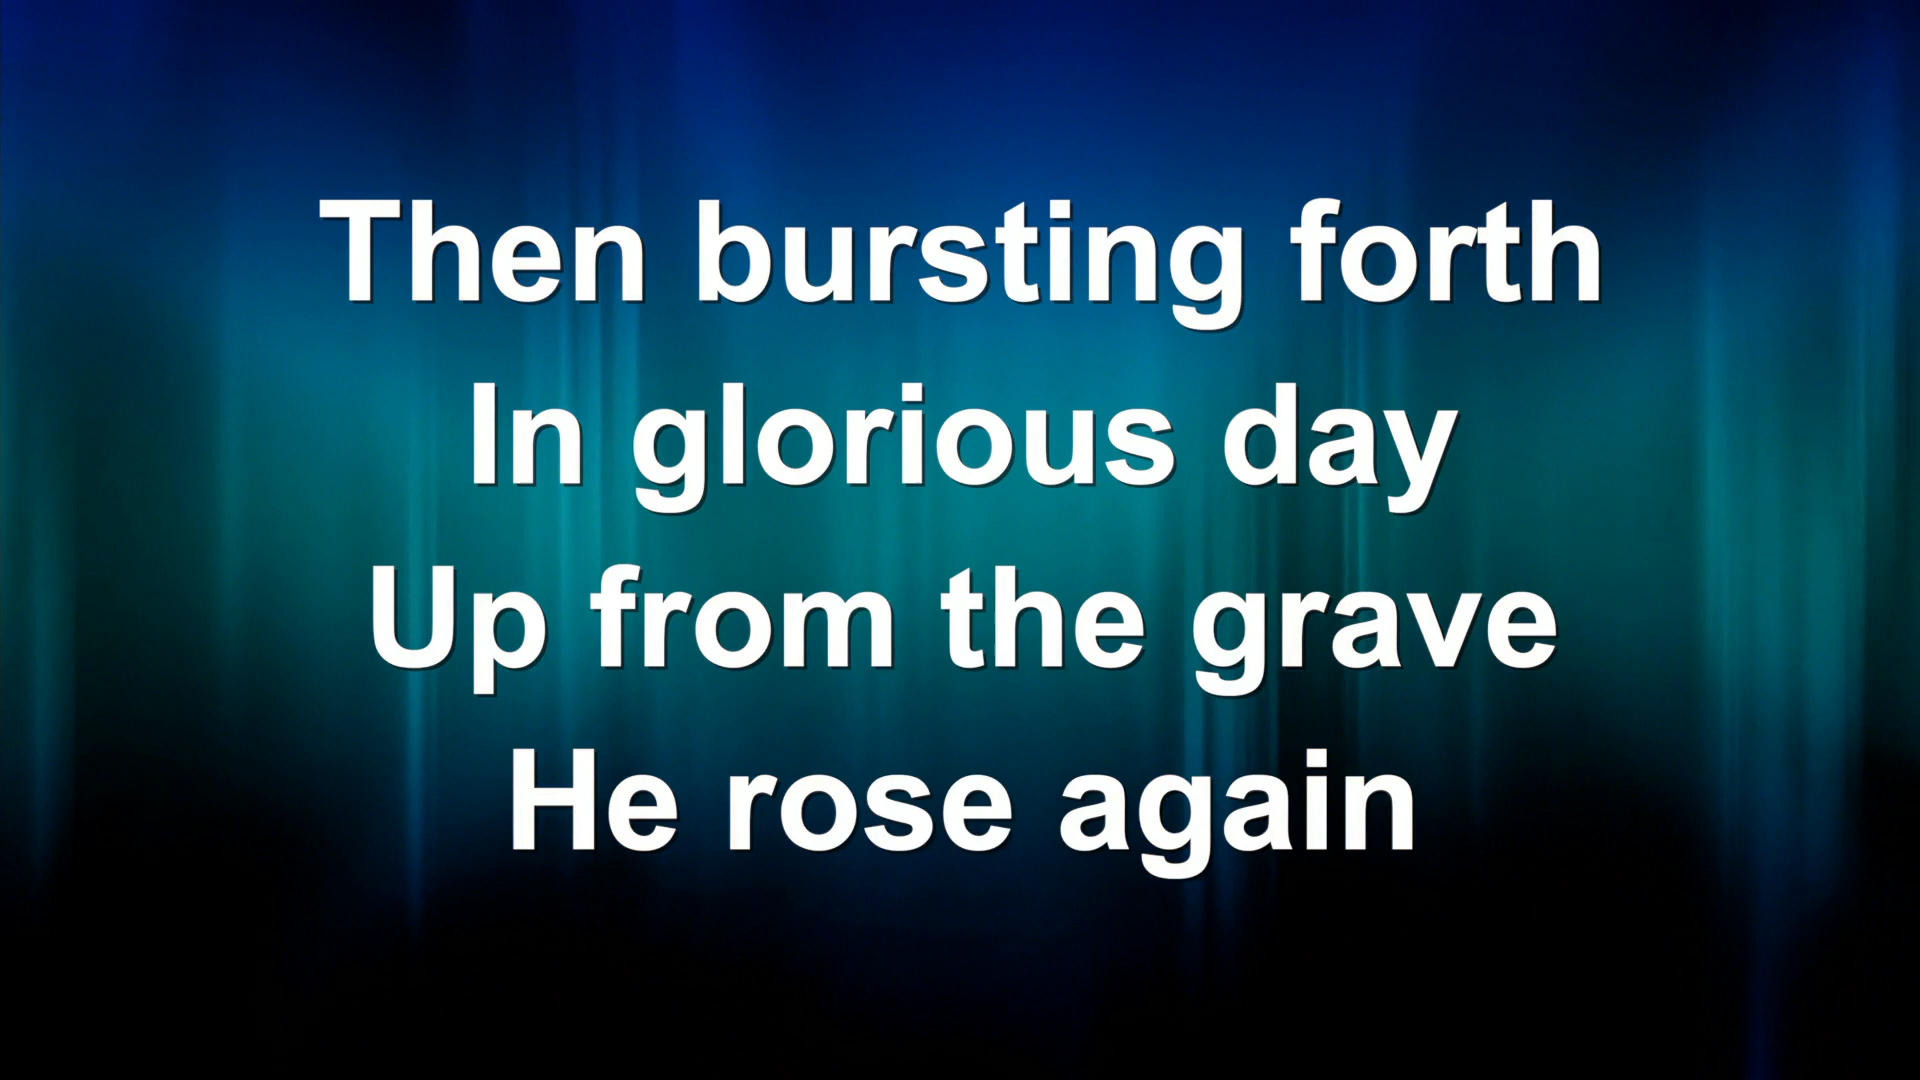 Then bursting forth
In glorious day
Up from the grave
He rose again